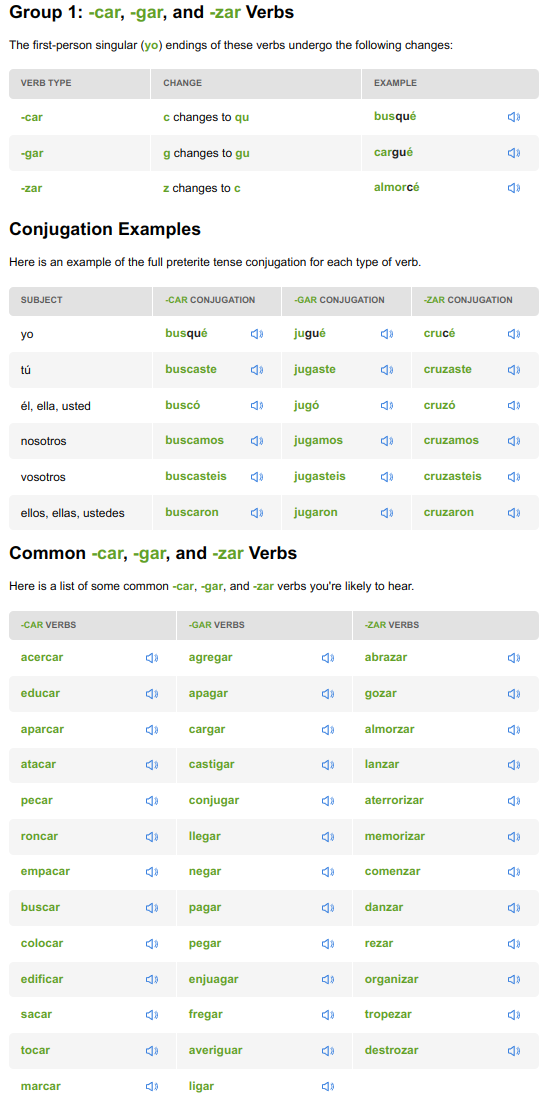 Group 1: -car, -gar, and -zar Verbs
The first-person singular (yo) endings of these verbs undergo the following changes:
VERB TYPE CHANGE EXAMPLE
-car c changes to qu busqué
-gar g changes to gu cargué
-zar z changes to c almorcé
Conjugation Examples
Here is an example of the full preterite tense conjugation for each type of verb.
SUBJECT -CAR CONJUGATION -GAR CONJUGATION -ZAR CONJUGATION
yo busqué jugué crucé
tú buscaste jugaste cruzaste
él, ella, usted buscó jugó cruzó
nosotros buscamos jugamos cruzamos
vosotros buscasteis jugasteis cruzasteis
ellos, ellas, ustedes buscaron jugaron cruzaron
Common -car, -gar, and -zar Verbs
Here is a list of some common -car, -gar, and -zar verbs you're likely to hear.
-CAR VERBS -GAR VERBS -ZAR VERBS
acercar agregar abrazar
educar apagar gozar
aparcar cargar almorzar
atacar castigar lanzar
pecar conjugar aterrorizar
roncar llegar memorizar
empacar negar comenzar
buscar pagar danzar
colocar pegar rezar
edificar enjuagar organizar
sacar fregar tropezar
tocar averiguar destrozar
marcar ligar